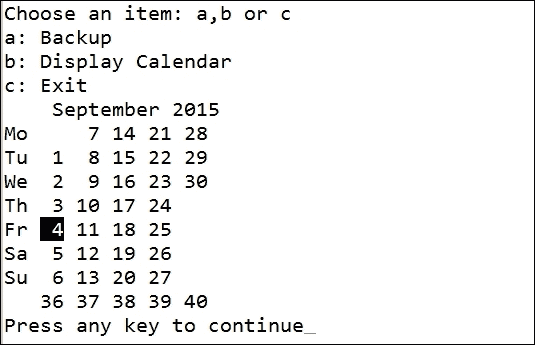 Choose an item: a,b or c
a: Backup
b: Display Calendar
c: Exit
    September 2015
Mo     7 14 21 28
Tu  1  8 15 22 29
We  2  9 16 23 30
Th  3 10 17 24
Fr  4 11 18 25
Sa  5 12 19 26
Su  6 13 20 27
   36 37 38 39 40
Press any key to continue_